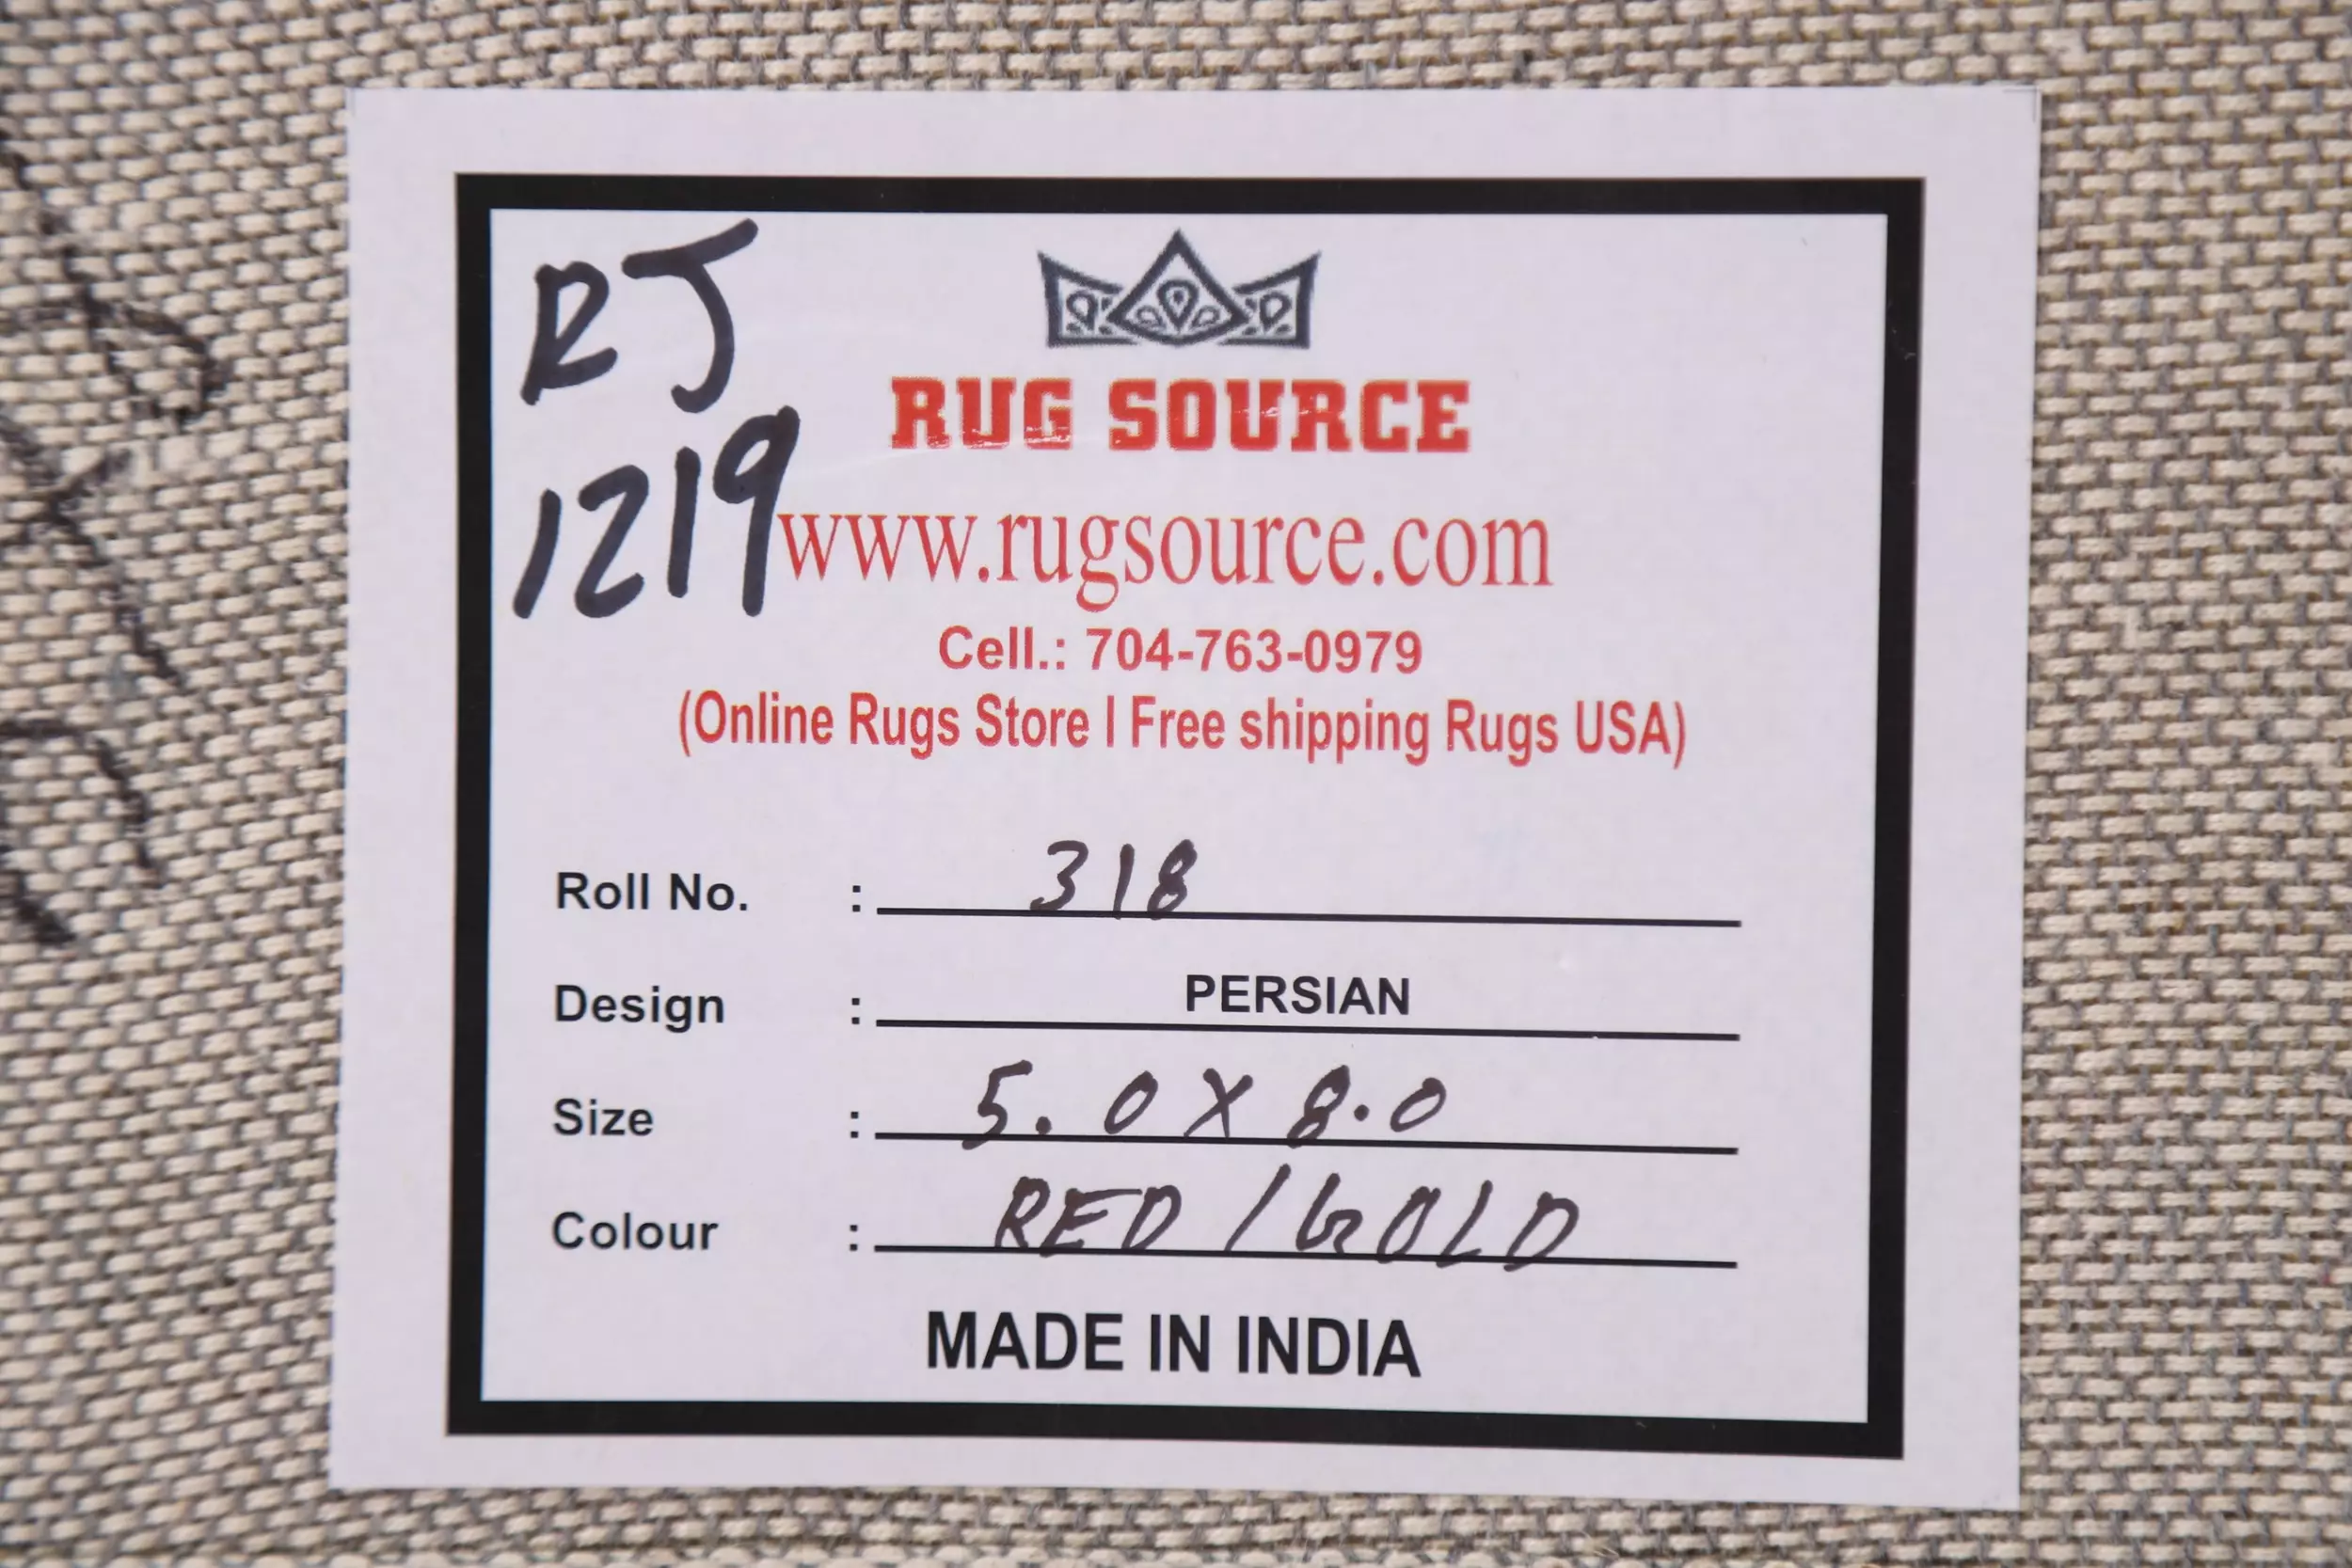 RJ
1219
RUG SOURCE
www.rugsource.com
Cell.: 704-763-0979
(Online Rugs Store I Free shipping Rugs USA)
Roll No. : 318
Design : PERSIAN
Size : 5.0 X 8.0
Colour : RED / GOLD
MADE IN INDIA